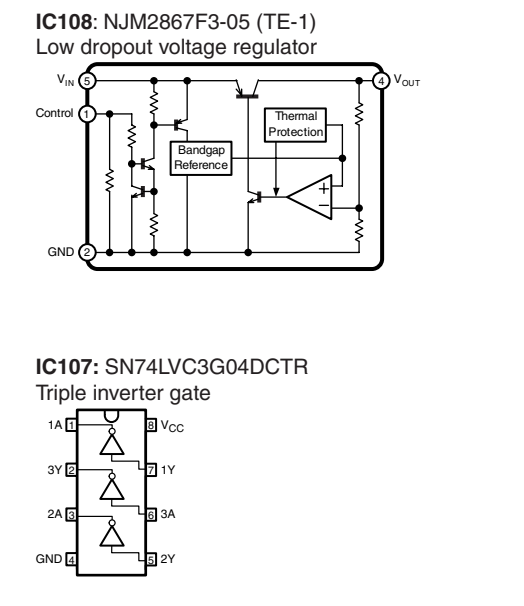 IC108: NJM2867F3-05 (TE-1)
Low dropout voltage regulator
VIN 5
4 VOUT
Control 1
Thermal
Protection
Bandgap
Reference
+
−
GND 2
IC107: SN74LVC3G04DCTR
Triple inverter gate
1A 1
8 VCC
3Y 2
7 1Y
2A 3
6 3A
GND 4
5 2Y